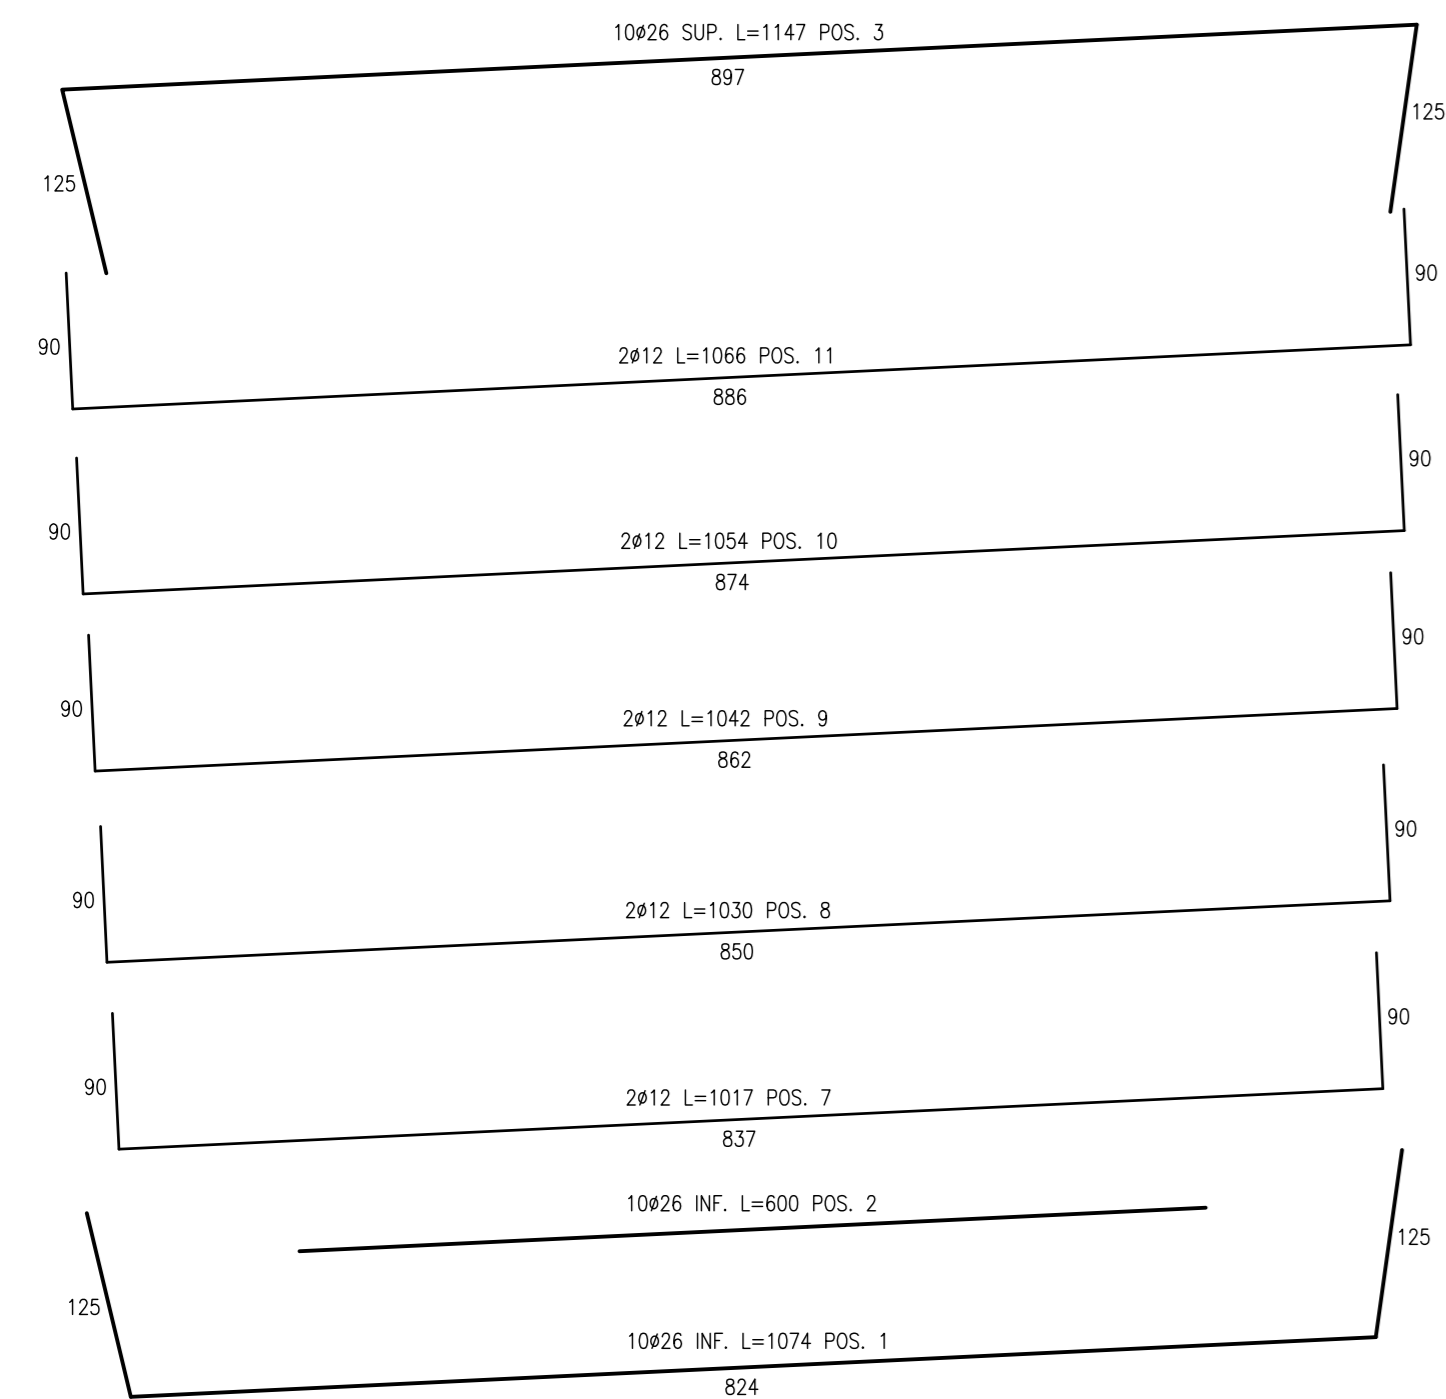 10ø26 SUP. L=1147 POS. 3
897
125
125
90
90
2ø12 L=1066 POS. 11
886
90
90
2ø12 L=1054 POS. 10
874
90
90
2ø12 L=1042 POS. 9
862
90
90
2ø12 L=1030 POS. 8
850
90
90
2ø12 L=1017 POS. 7
837
10ø26 INF. L=600 POS. 2
125
125
10ø26 INF. L=1074 POS. 1
824